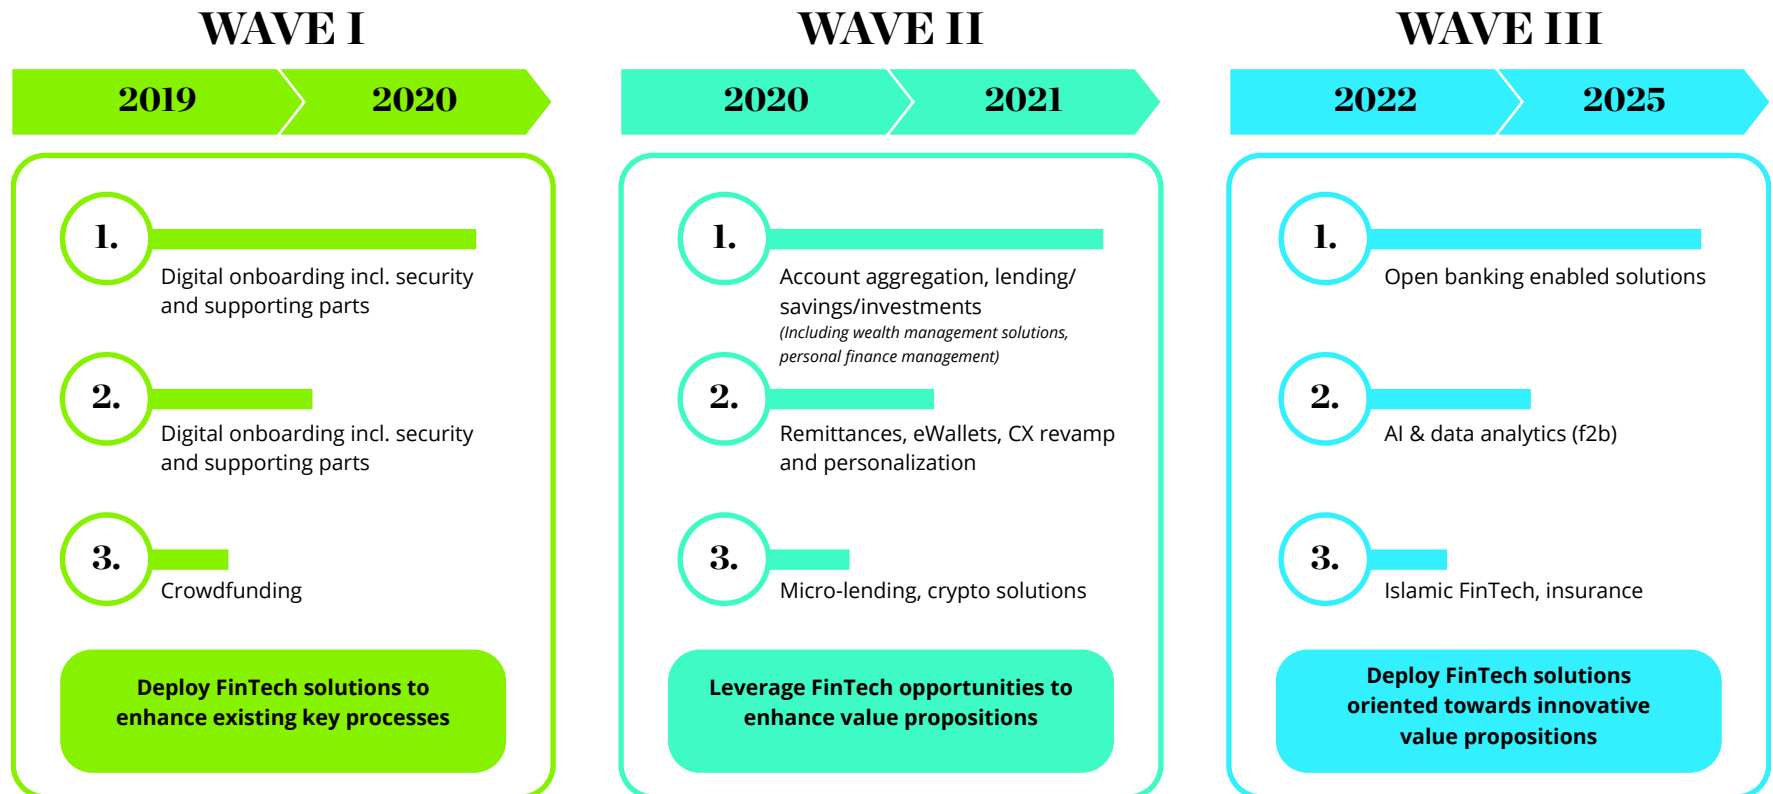 WAVE I
2019
2020
1.
Digital onboarding incl. security
and supporting parts
2.
Digital onboarding incl. security
and supporting parts
3.
Crowdfunding
Deploy FinTech solutions to
enhance existing key processes
WAVE II
2020
2021
1.
Account aggregation, lending/
savings/investments
(Including wealth management solutions,
personal finance management)
2.
Remittances, eWallets, CX revamp
and personalization
3.
Micro-lending, crypto solutions
Leverage FinTech opportunities to
enhance value propositions
WAVE III
2022
2025
1.
Open banking enabled solutions
2.
AI & data analytics (f2b)
3.
Islamic FinTech, insurance
Deploy FinTech solutions
oriented towards innovative
value propositions